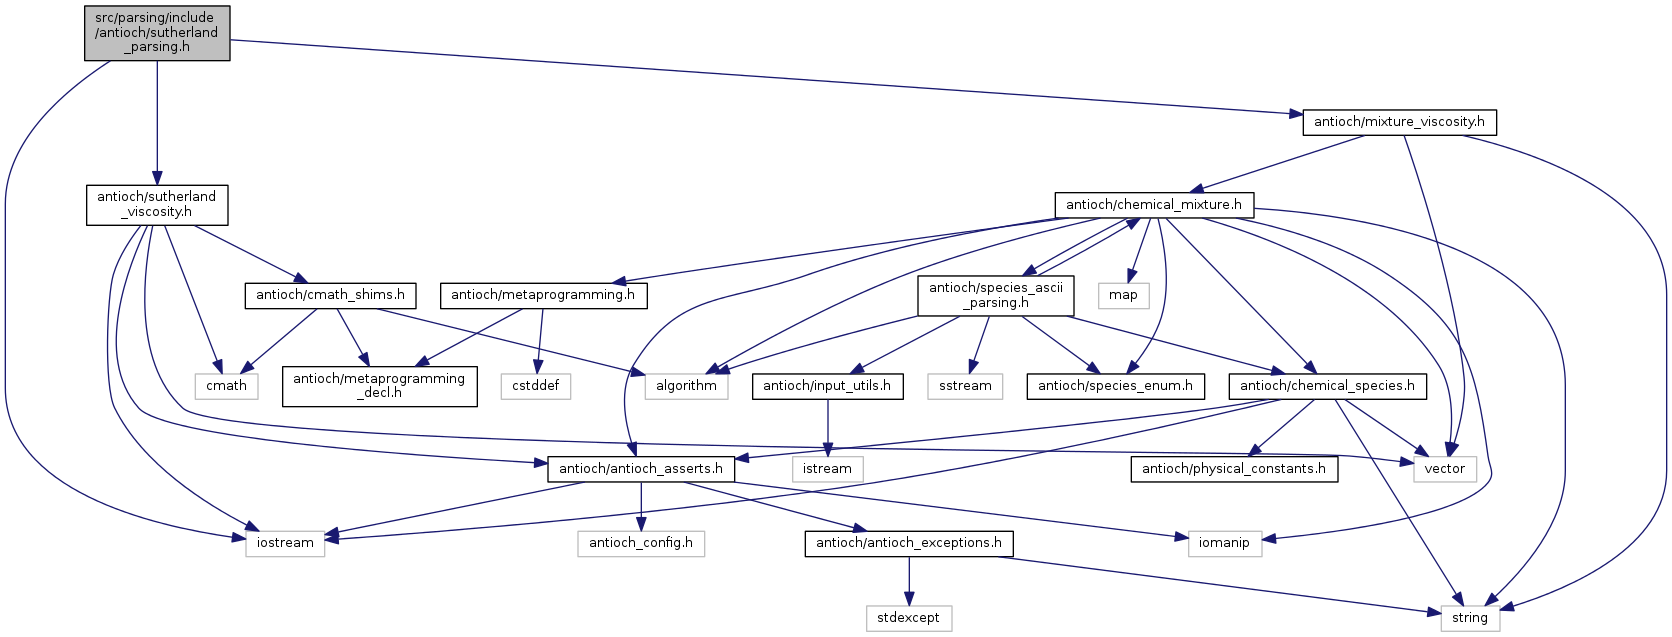 src/parsing/include
/antioch/sutherland
_parsing.h
antioch/mixture_viscosity.h
antioch/sutherland
_viscosity.h
antioch/chemical_mixture.h
antioch/cmath_shims.h
antioch/metaprogramming.h
antioch/species_ascii
_parsing.h
map
cmath
antioch/metaprogramming
_decl.h
cstddef
algorithm
antioch/input_utils.h
sstream
antioch/species_enum.h
antioch/chemical_species.h
antioch/antioch_asserts.h
istream
antioch/physical_constants.h
vector
iostream
antioch_config.h
antioch/antioch_exceptions.h
iomanip
stdexcept
string